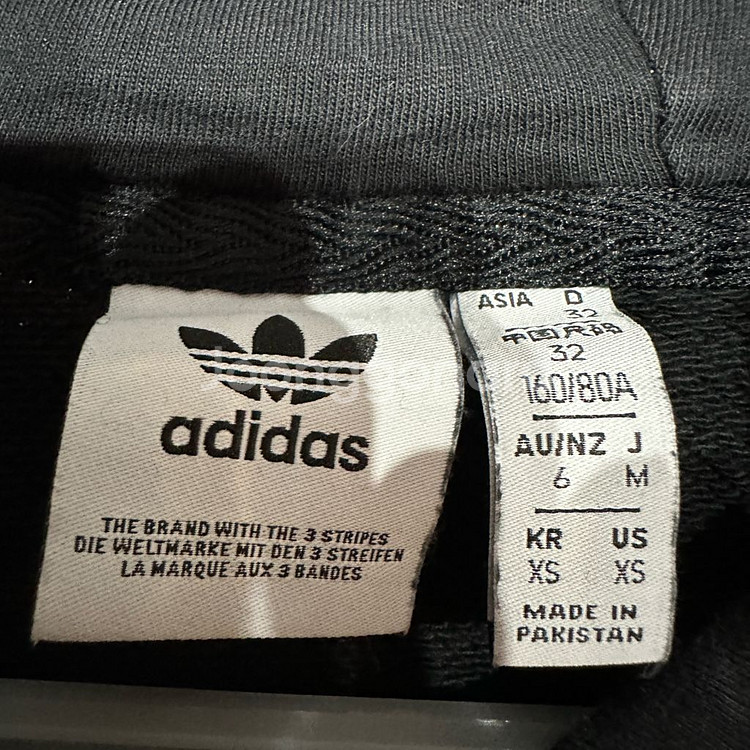 adidas
THE BRAND WITH THE 3 STRIPES
DIE WELTMARKE MIT DEN 3 STREIFEN
LA MARQUE AUX 3 BANDES
ASIA D
32
32
160/80A
AU/NZ J
6 M
KR US
XS XS
MADE IN
PAKISTAN